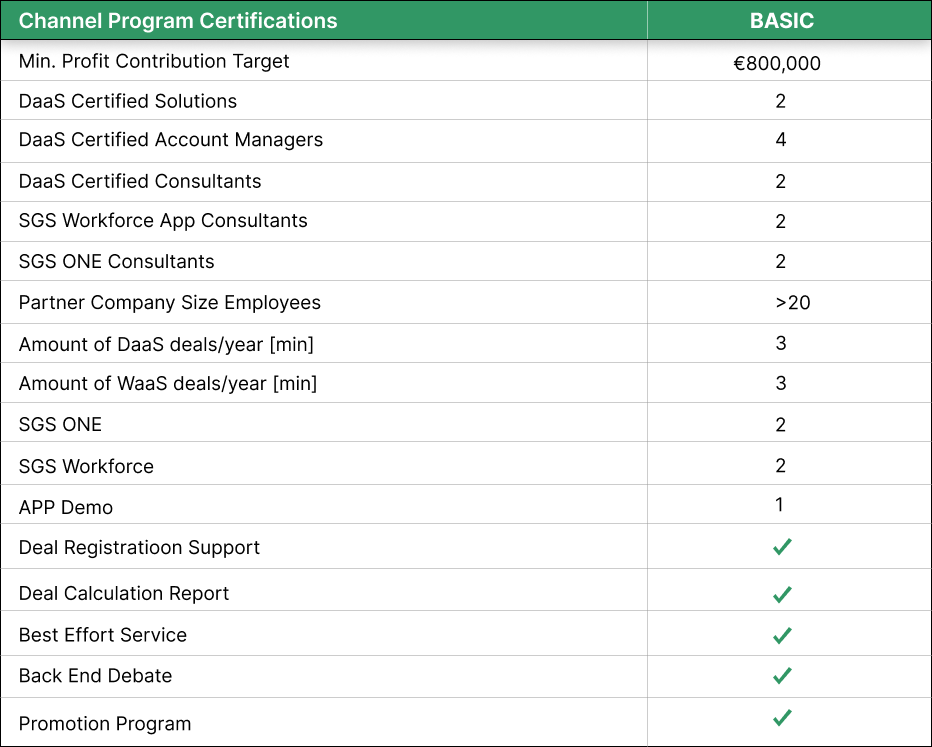 Channel Program Certifications BASIC
Min. Profit Contribution Target €800,000
DaaS Certified Solutions 2
DaaS Certified Account Managers 4
DaaS Certified Consultants 2
SGS Workforce App Consultants 2
SGS ONE Consultants 2
Partner Company Size Employees >20
Amount of DaaS deals/year [min] 3
Amount of WaaS deals/year [min] 3
SGS ONE 2
SGS Workforce 2
APP Demo 1
Deal Registratioon Support ✓
Deal Calculation Report ✓
Best Effort Service ✓
Back End Debate ✓
Promotion Program ✓